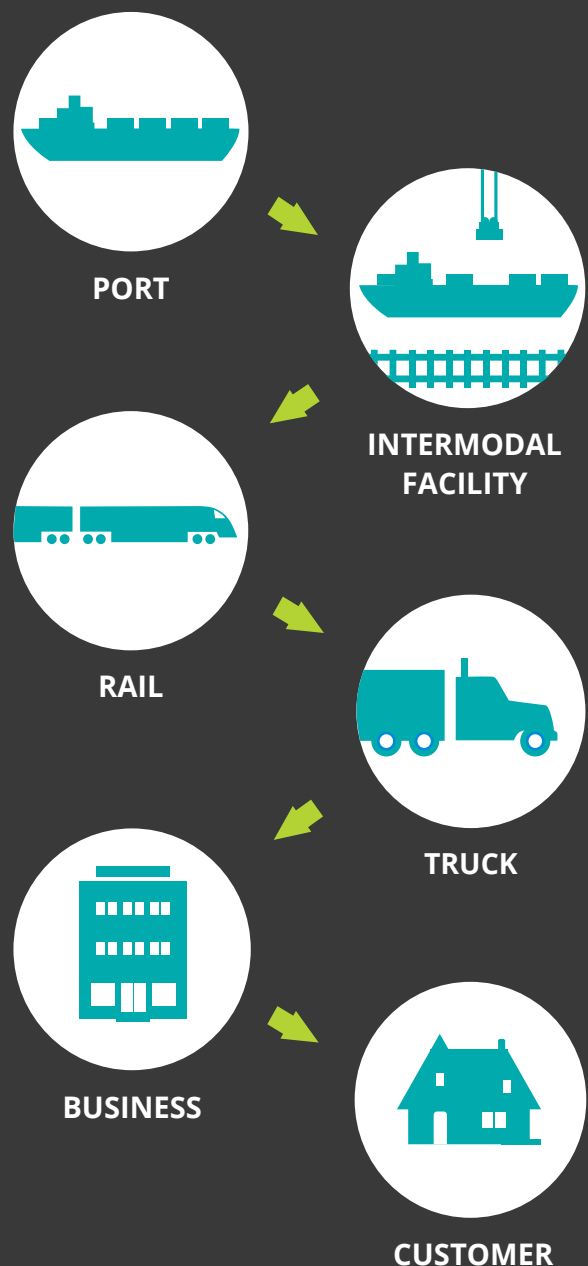 PORT
INTERMODAL
FACILITY
RAIL
TRUCK
BUSINESS
CUSTOMER